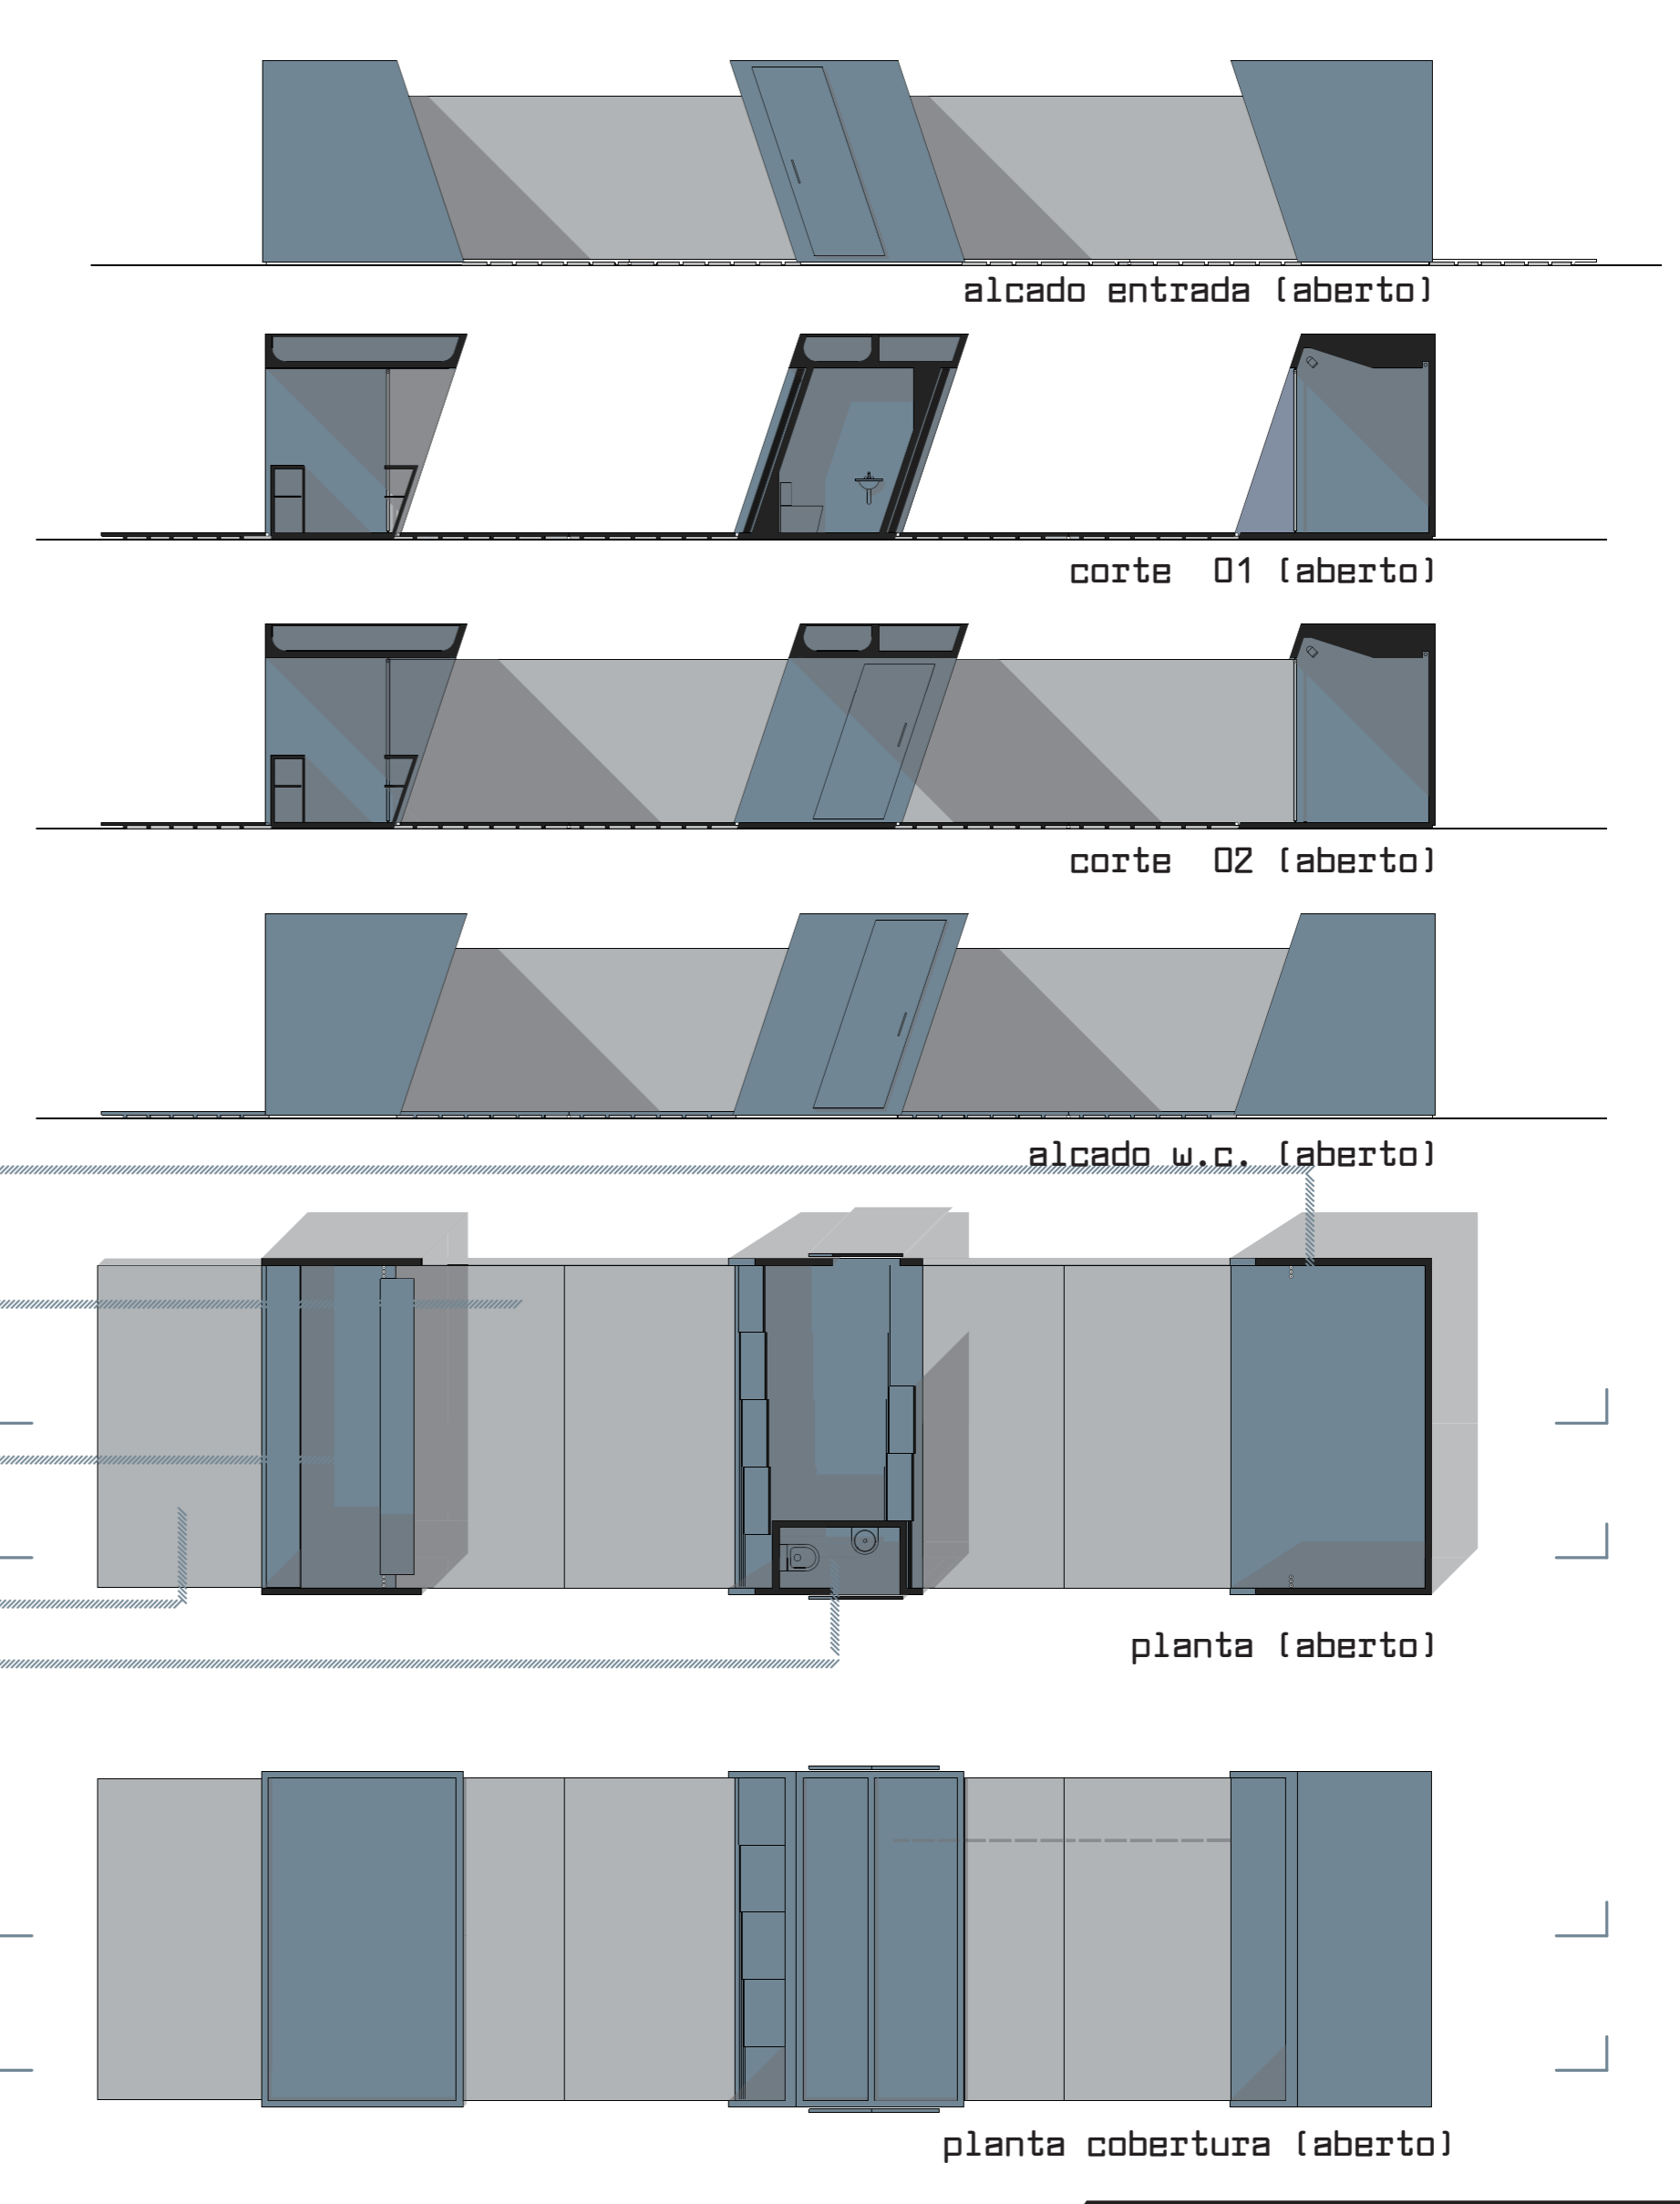 alcado entrada (aberto)
corte 01 (aberto)
corte 02 (aberto)
alcado w.c. (aberto)
planta (aberto)
planta cobertura (aberto)